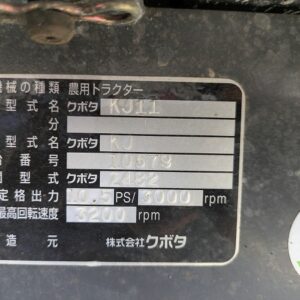 機械の種類 農用トラクター
型式名 クボタ KJ11
分
型式名 クボタ KJ
番号 10579
型式名 クボタ
定格出力 10.5 PS/3000 rpm
最高回転速度 3200 rpm
造元 株式会社クボタ